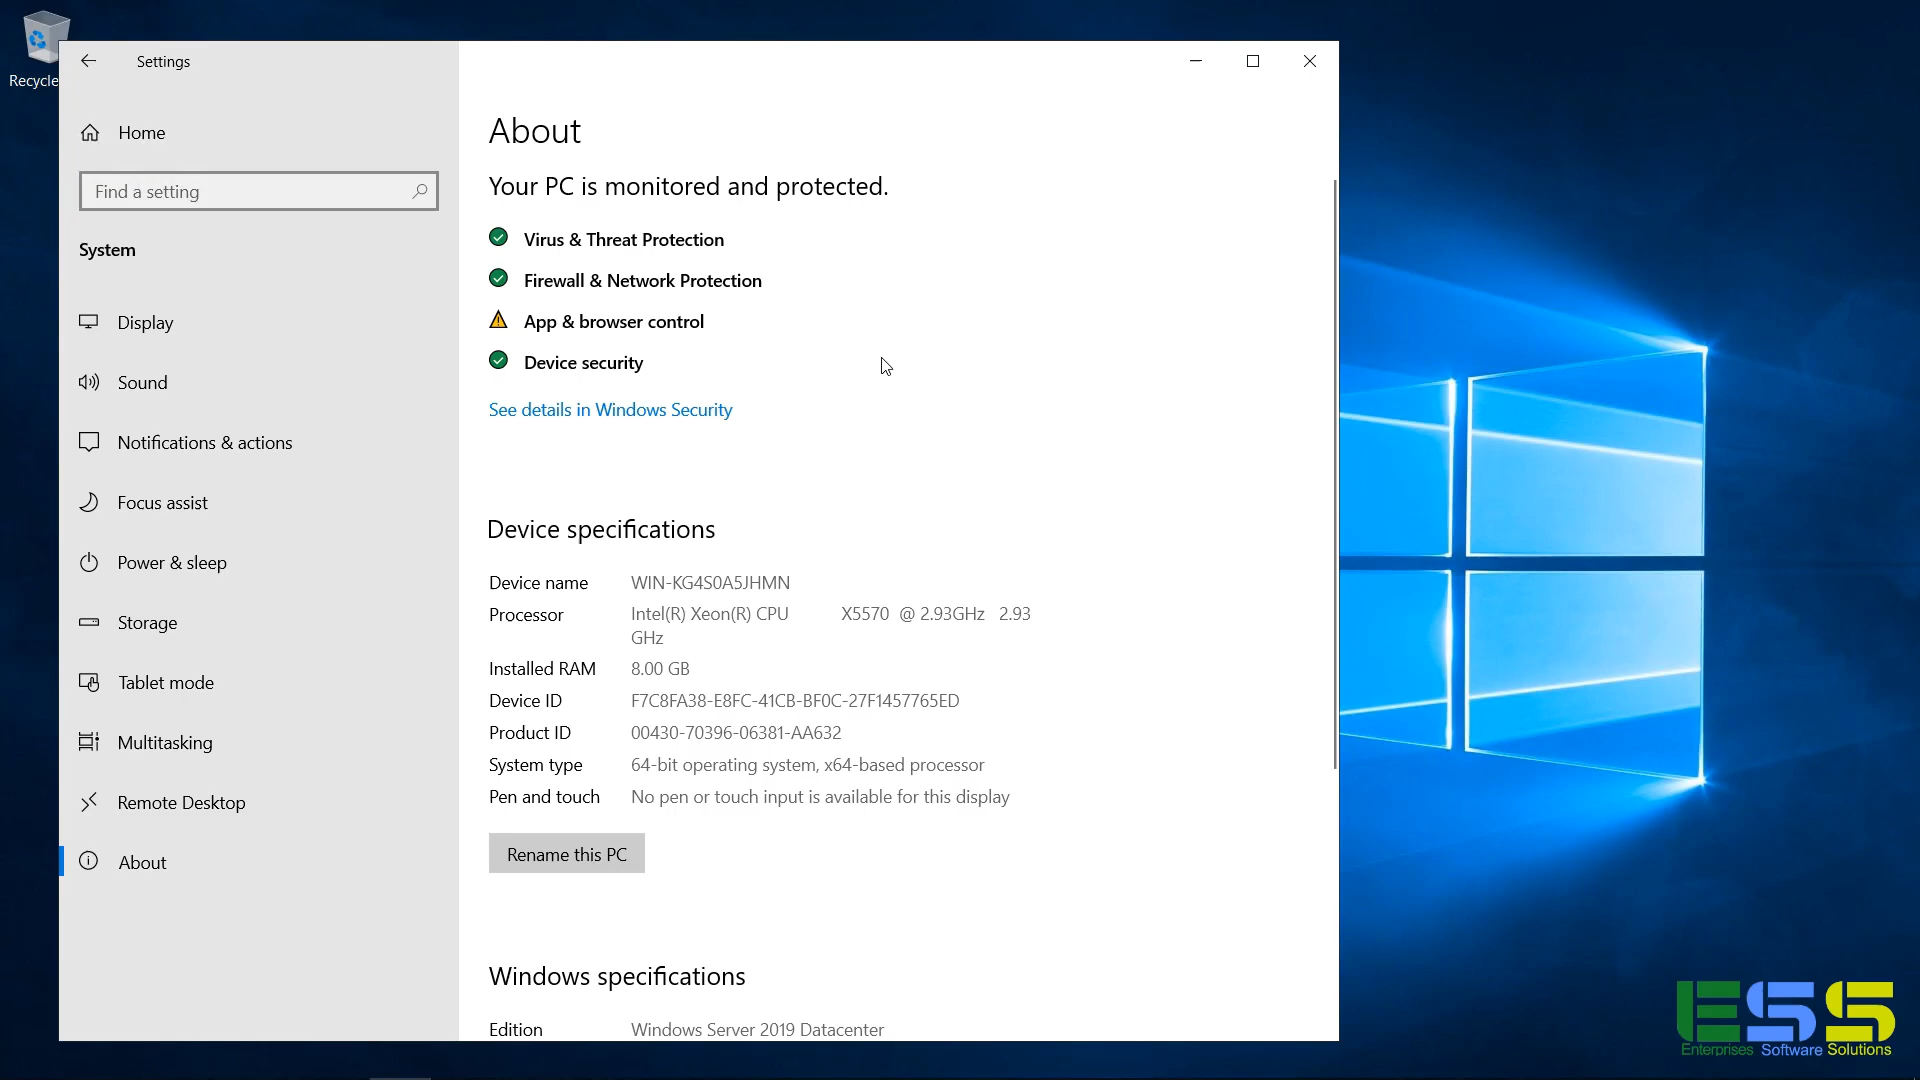 Recycle
Settings
Home
Find a setting
System
Display
Sound
Notifications & actions
Focus assist
Power & sleep
Storage
Tablet mode
Multitasking
Remote Desktop
About
About
Your PC is monitored and protected.
Virus & Threat Protection
Firewall & Network Protection
App & browser control
Device security
See details in Windows Security
Device specifications
Device name WIN-KG4S0A5JHMN
Processor Intel(R) Xeon(R) CPU X5570 @ 2.93GHz 2.93
GHz
Installed RAM 8.00 GB
Device ID F7C8FA38-E8FC-41CB-BF0C-27F1457765ED
Product ID 00430-70396-06381-AA632
System type 64-bit operating system, x64-based processor
Pen and touch No pen or touch input is available for this display
Rename this PC
Windows specifications
Edition Windows Server 2019 Datacenter
ESS
Enterprises Software Solutions